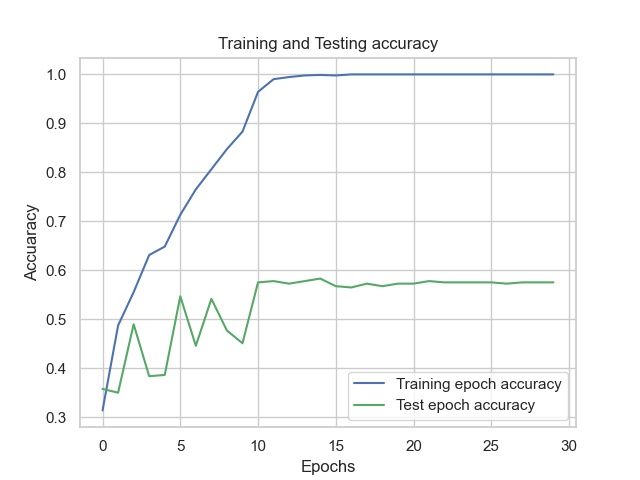 Training and Testing accuracy
1.0
0.9
0.8
0.7
0.6
0.5
0.4
0.3
Accuaracy
Training epoch accuracy
Test epoch accuracy
0 5 10 15 20 25 30
Epochs